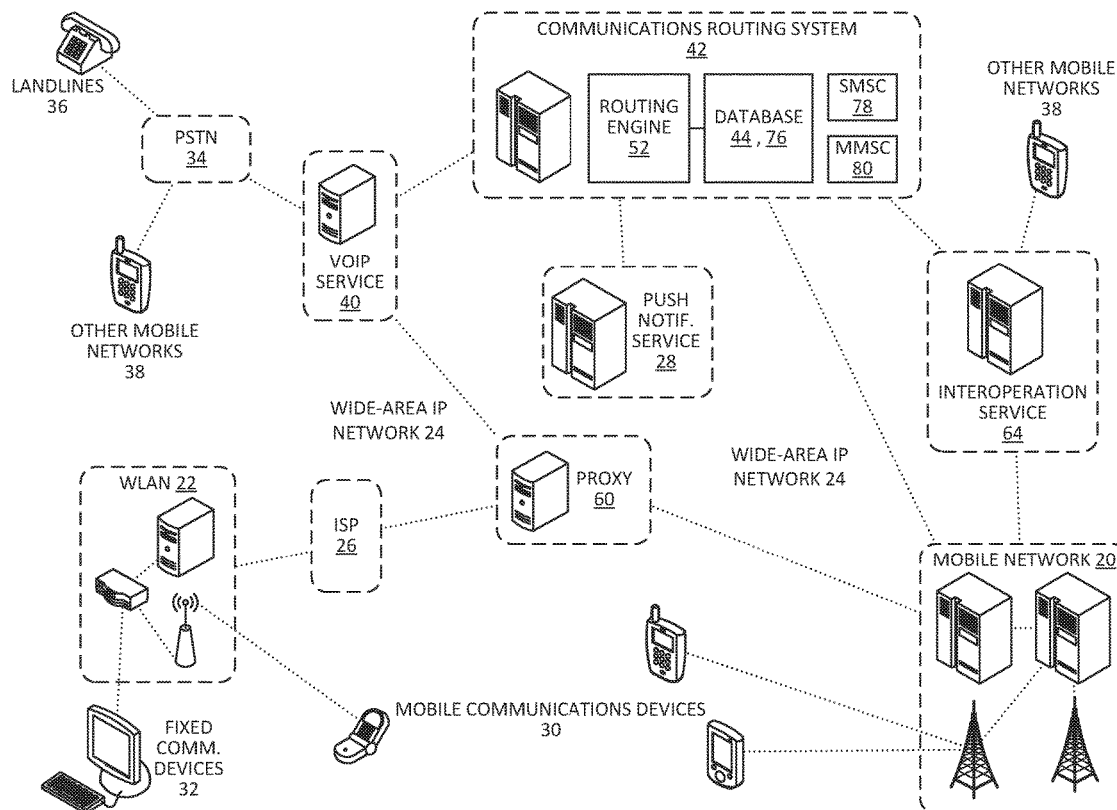 COMMUNICATIONS ROUTING SYSTEM
42
ROUTING
ENGINE
52
DATABASE
44 , 76
SMSC
78
MMSC
80
LANDLINES
36
PSTN
34
OTHER MOBILE
NETWORKS
38
VOIP
SERVICE
40
OTHER MOBILE
NETWORKS
38
PUSH
NOTIF.
SERVICE
28
INTEROPERATION
SERVICE
64
WIDE-AREA IP
NETWORK 24
WIDE-AREA IP
NETWORK 24
WLAN 22
ISP
26
PROXY
60
MOBILE NETWORK 20
FIXED
COMM.
DEVICES
32
MOBILE COMMUNICATIONS DEVICES
30